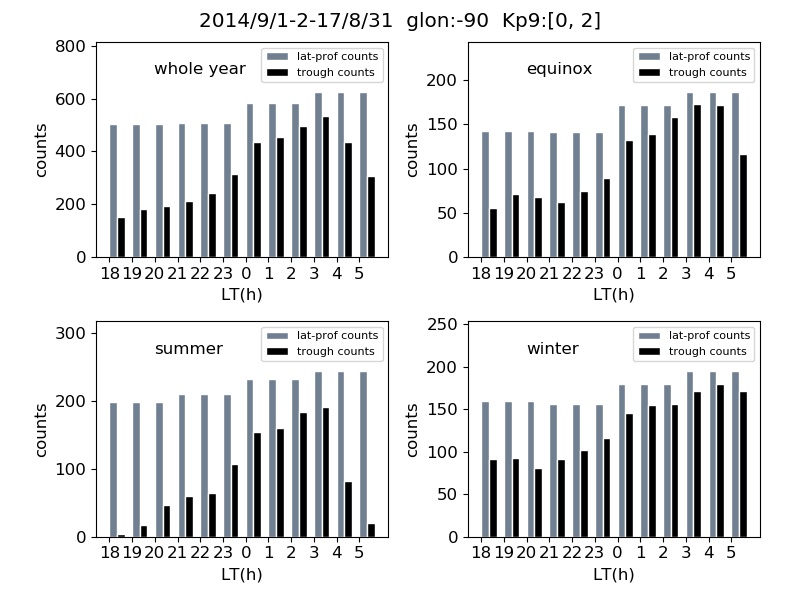 2014/9/1-2-17/8/31 glon:-90 Kp9:[0, 2]
800
600
400
200
0
counts
whole year
lat-prof counts
trough counts
18 19 20 21 22 23 0 1 2 3 4 5
LT(h)
200
150
100
50
0
counts
equinox
lat-prof counts
trough counts
18 19 20 21 22 23 0 1 2 3 4 5
LT(h)
300
200
100
0
counts
summer
lat-prof counts
trough counts
18 19 20 21 22 23 0 1 2 3 4 5
LT(h)
250
200
150
100
50
0
counts
winter
lat-prof counts
trough counts
18 19 20 21 22 23 0 1 2 3 4 5
LT(h)